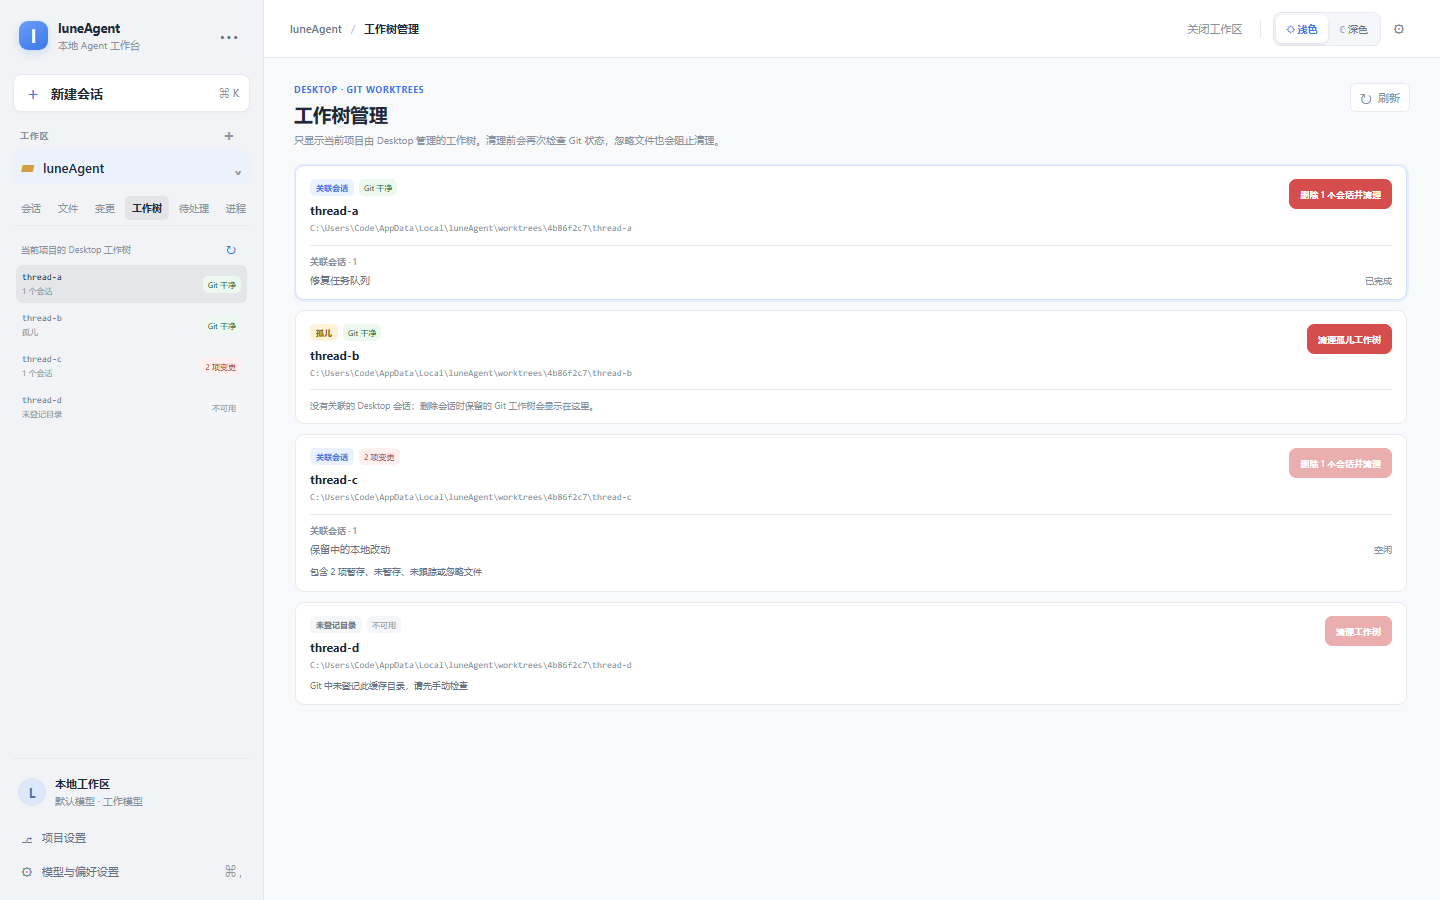 l
luneAgent
本地 Agent 工作台
+ 新建会话 ⌘ K
工作区
luneAgent
会话 文件 变更 工作树 待处理 进程
当前项目的 Desktop 工作树
thread-a
1 个会话
Git 干净
thread-b
孤儿
Git 干净
thread-c
1 个会话
2 项变更
thread-d
未登记目录
不可用
L
本地工作区
默认模型 · 工作模型
项目设置
模型与偏好设置 ⌘ ,
luneAgent / 工作树管理
关闭工作区
浅色
深色
DESKTOP · GIT WORKTREES
工作树管理
只显示当前项目由 Desktop 管理的工作树。清理前会再次检查 Git 状态，忽略文件也会阻止清理。
刷新
关联会话 Git 干净
thread-a
C:\Users\Code\AppData\Local\luneAgent\worktrees\4b86f2c7\thread-a
删除 1 个会话并清理
关联会话 · 1
修复任务队列
已完成
孤儿 Git 干净
thread-b
C:\Users\Code\AppData\Local\luneAgent\worktrees\4b86f2c7\thread-b
清理孤儿工作树
没有关联的 Desktop 会话；删除会话时保留的 Git 工作树会显示在这里。
关联会话 2 项变更
thread-c
C:\Users\Code\AppData\Local\luneAgent\worktrees\4b86f2c7\thread-c
删除 1 个会话并清理
关联会话 · 1
保留中的本地改动
空闲
包含 2 项暂存、未暂存、未跟踪或忽略文件
未登记目录 不可用
thread-d
C:\Users\Code\AppData\Local\luneAgent\worktrees\4b86f2c7\thread-d
清理工作树
Git 中未登记此缓存目录，请先手动检查